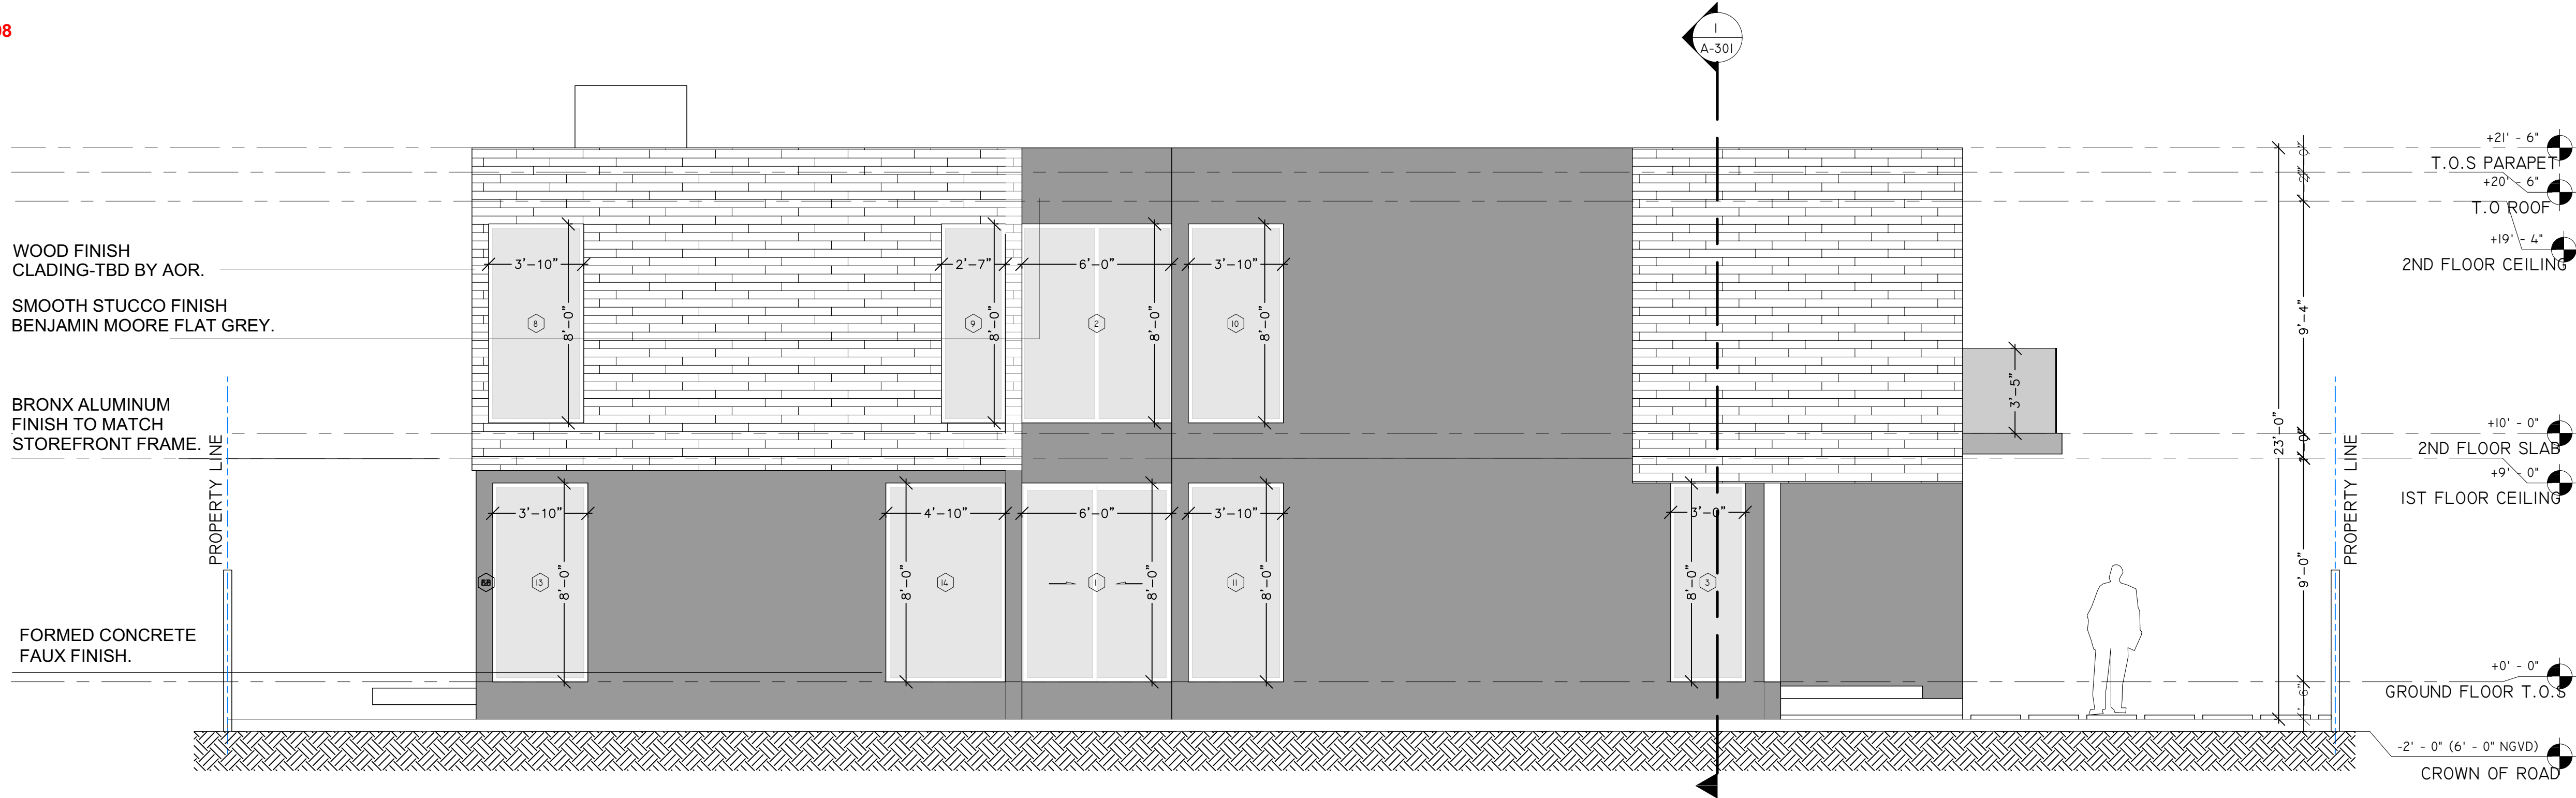 98
1
A-301
+21' - 6"
T.O.S PARAPET
+20' - 6"
T.O ROOF
+19' - 4"
2ND FLOOR CEILING
WOOD FINISH
CLADING-TBD BY AOR.
SMOOTH STUCCO FINISH
BENJAMIN MOORE FLAT GREY.
BRONX ALUMINUM
FINISH TO MATCH
STOREFRONT FRAME.
FORMED CONCRETE
FAUX FINISH.
PROPERTY LINE
3'-10"
2'-7"
6'-0"
3'-10"
8
8'-0"
9
8'-0"
2
8'-0"
10
8'-0"
3'-5"
9'-4"
23'-0"
+10' - 0"
2ND FLOOR SLAB
+9' - 0"
1ST FLOOR CEILING
PROPERTY LINE
3'-10"
4'-10"
6'-0"
3'-10"
3'-0"
13
8'-0"
8'-0"
14
1
8'-0"
11
8'-0"
8'-0"
3
9'-0"
+0' - 0"
GROUND FLOOR T.O.S
-2' - 0" (6' - 0" NGVD)
CROWN OF ROAD